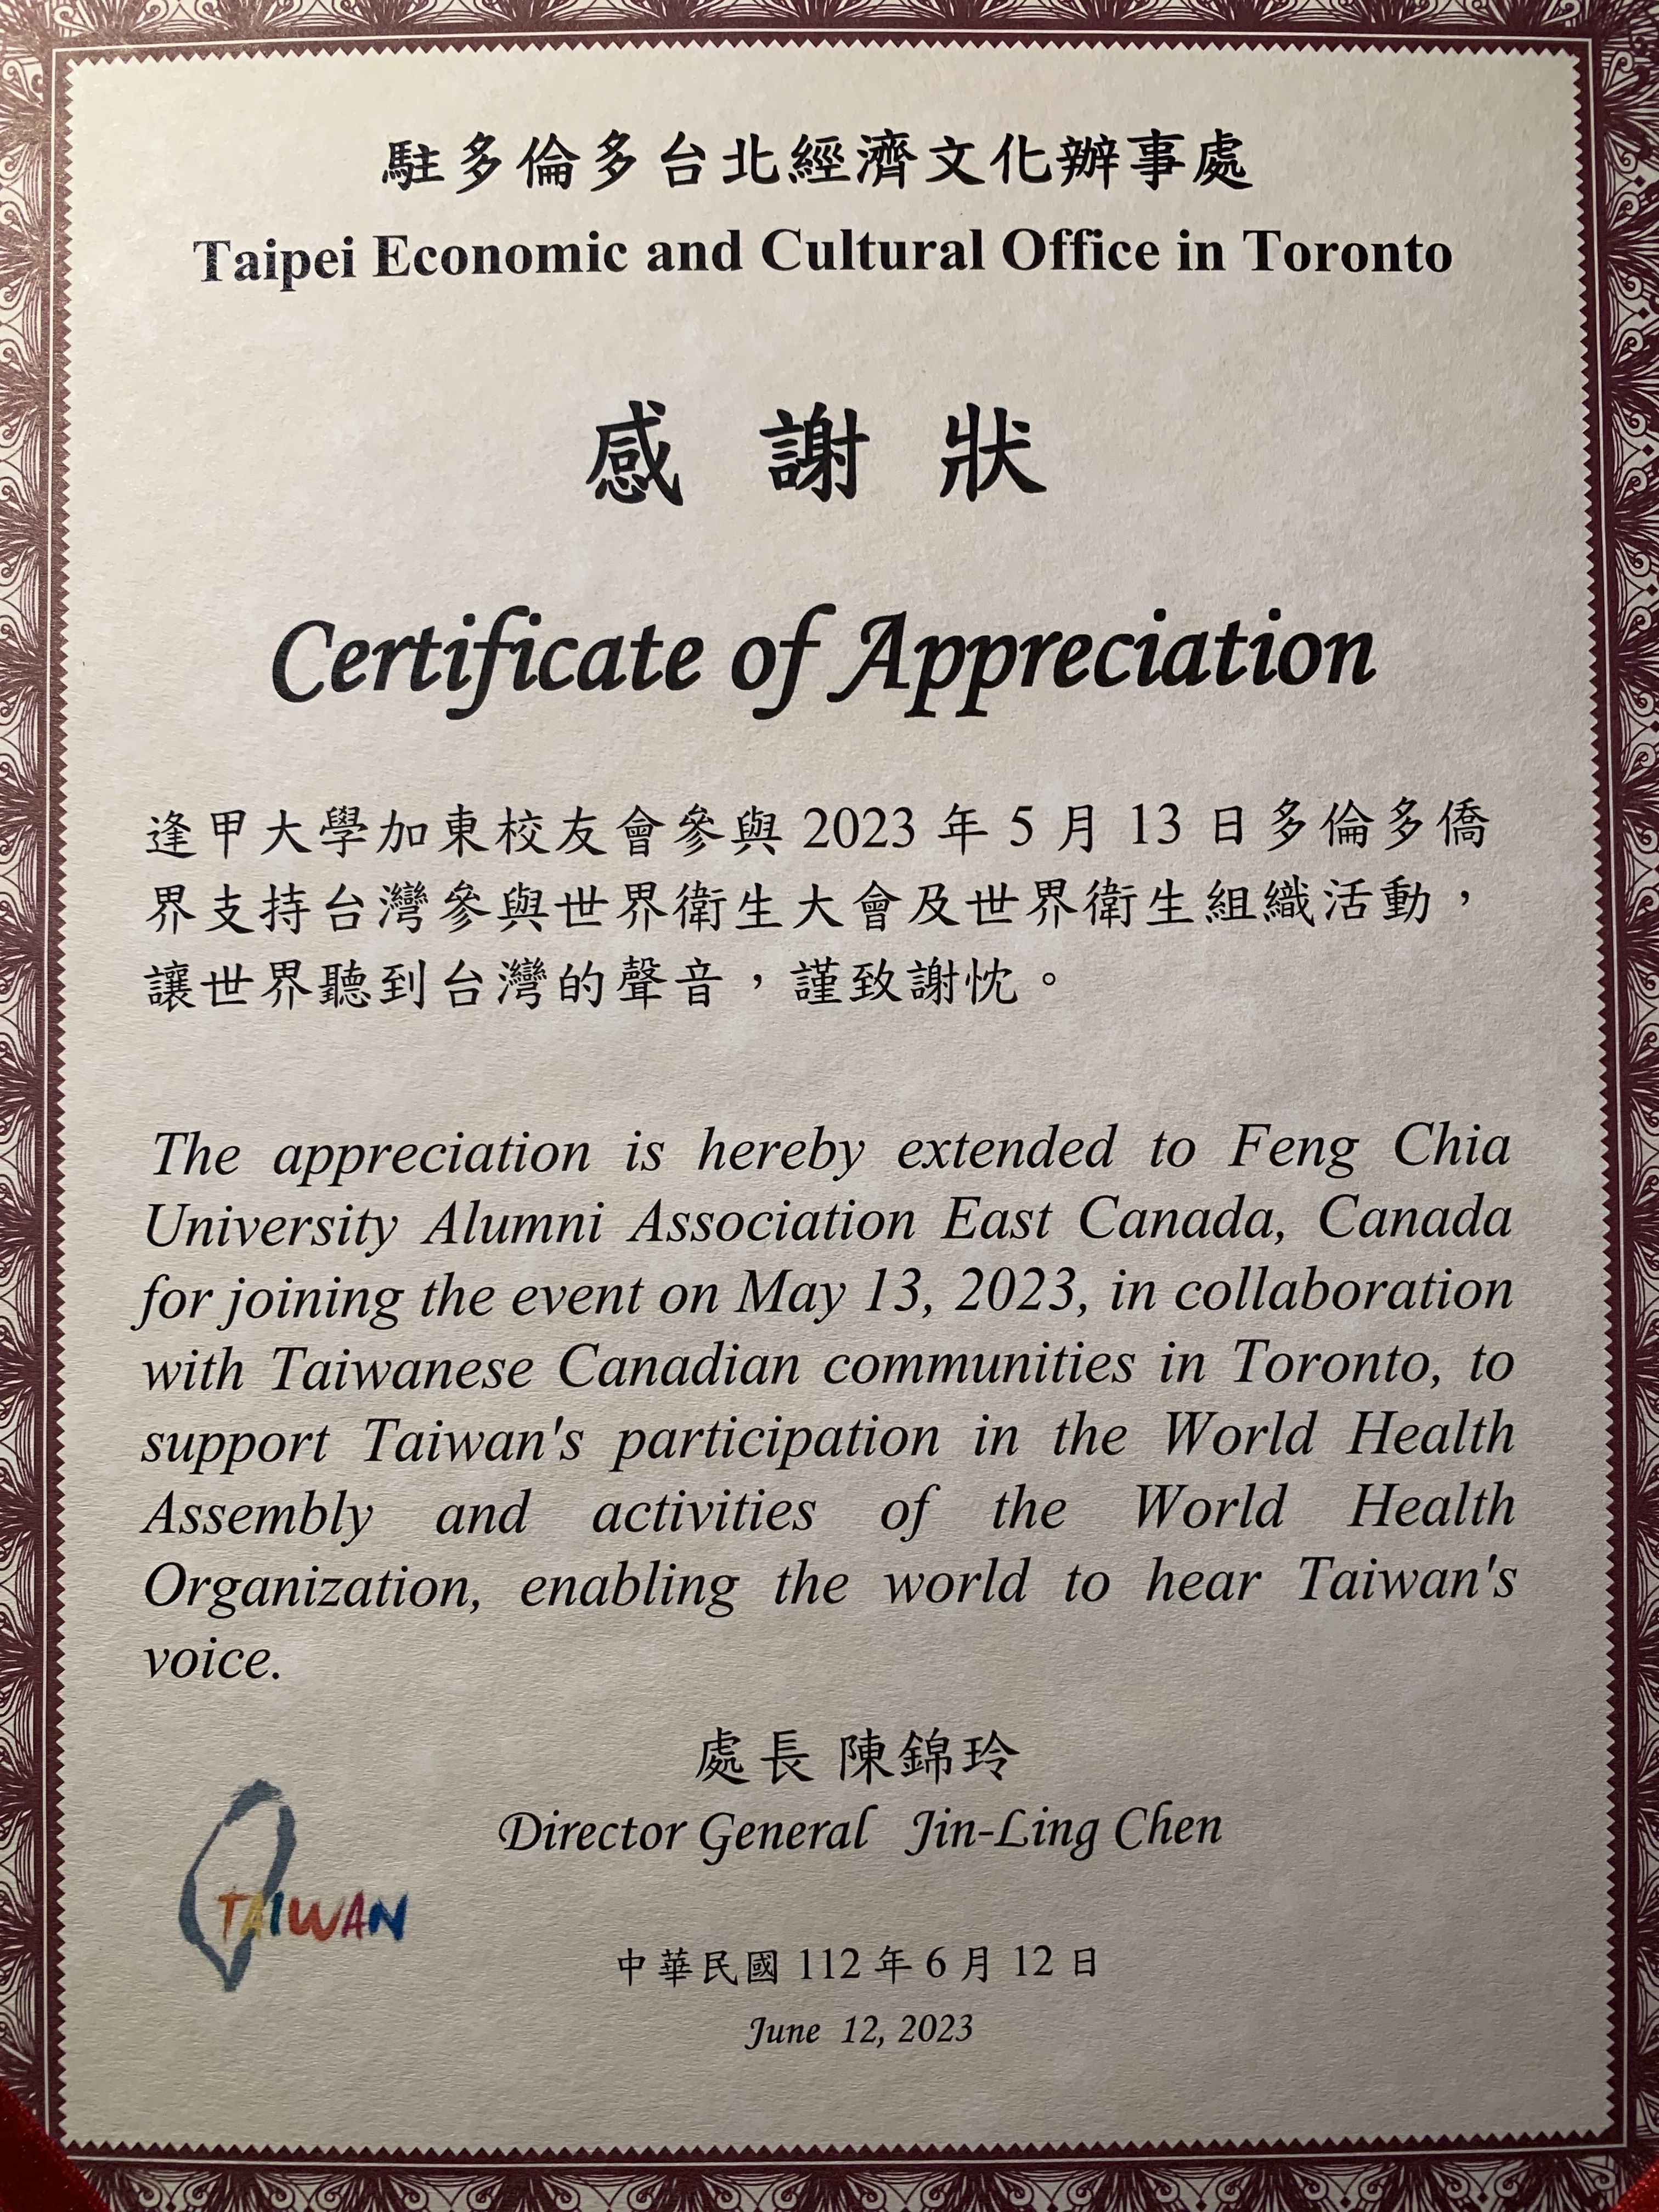 駐多倫多台北經濟文化辦事處
Taipei Economic and Cultural Office in Toronto
感 謝 狀
Certificate of Appreciation
逢甲大學加東校友會參與 2023 年 5 月 13 日多倫多僑
界支持台灣參與世界衛生大會及世界衛生組織活動，
讓世界聽到台灣的聲音，謹致謝忱。
The appreciation is hereby extended to Feng Chia
University Alumni Association East Canada, Canada
for joining the event on May 13, 2023, in collaboration
with Taiwanese Canadian communities in Toronto, to
support Taiwan's participation in the World Health
Assembly and activities of the World Health
Organization, enabling the world to hear Taiwan's
voice.
處長 陳錦玲
Director General Jin-Ling Chen
TAIWAN
中華民國 112 年 6 月 12 日
June 12, 2023